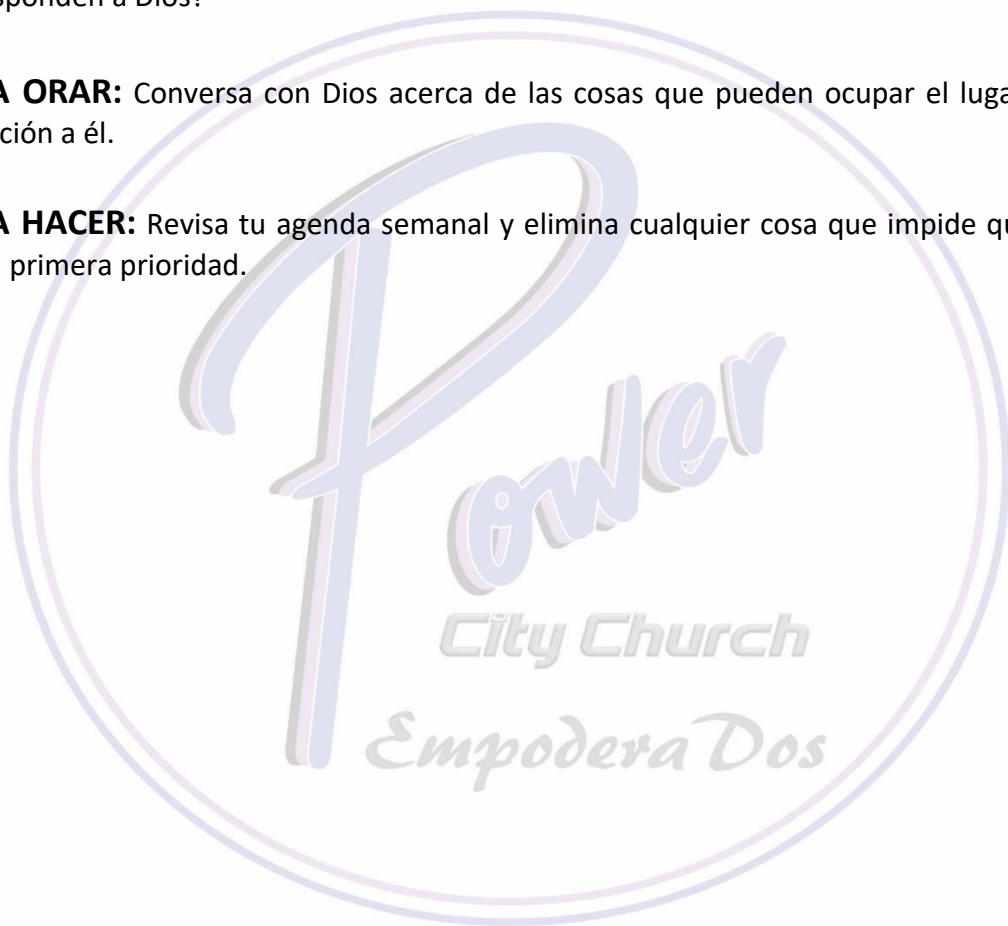 sponden a Dios?
A ORAR: Conversa con Dios acerca de las cosas que pueden ocupar el luga
ción a él.
A HACER: Revisa tu agenda semanal y elimina cualquier cosa que impide qu
primera prioridad.
Power
City Church
EmpoderaDos